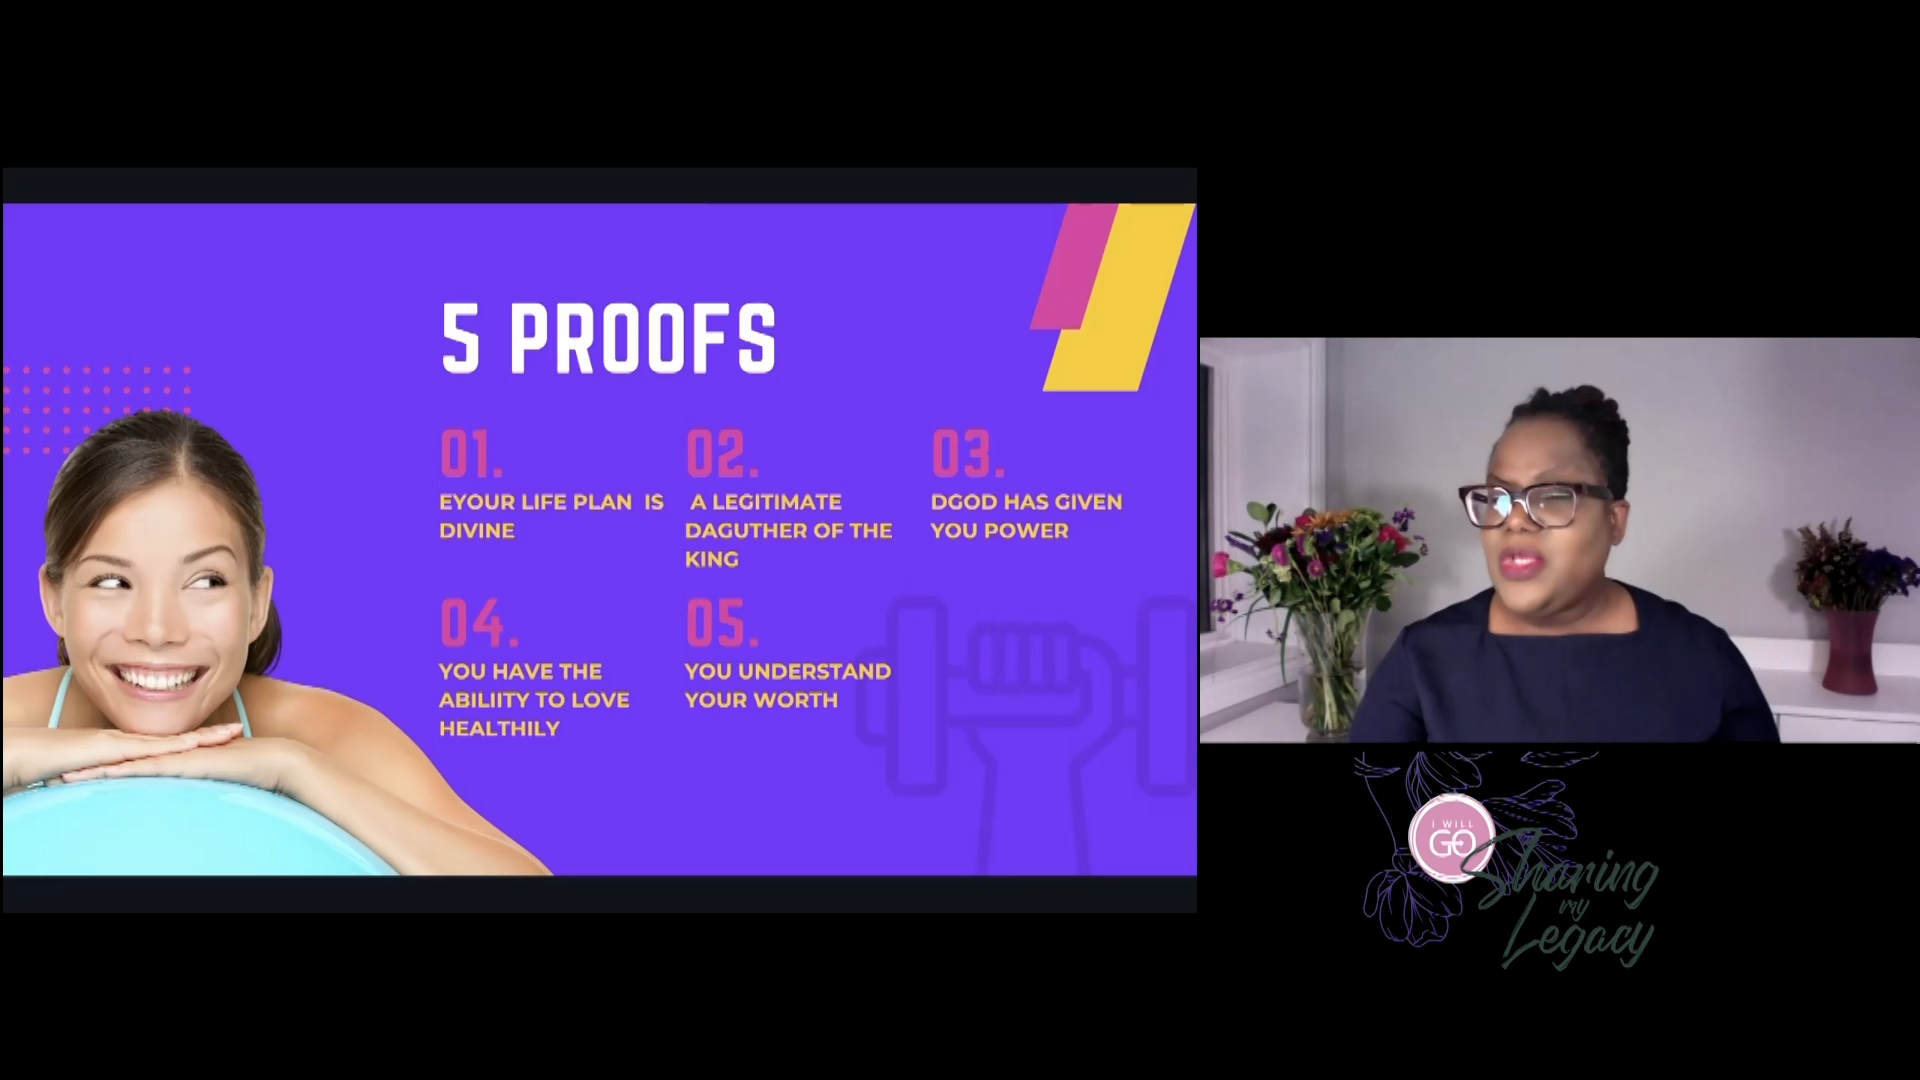 5 PROOFS
01.
EYOUR LIFE PLAN IS
DIVINE
02.
A LEGITIMATE
DAGUTHER OF THE
KING
03.
DGOD HAS GIVEN
YOU POWER
04.
YOU HAVE THE
ABILIITY TO LOVE
HEALTHILY
05.
YOU UNDERSTAND
YOUR WORTH
I WILL
GO
Sharing
my
Legacy